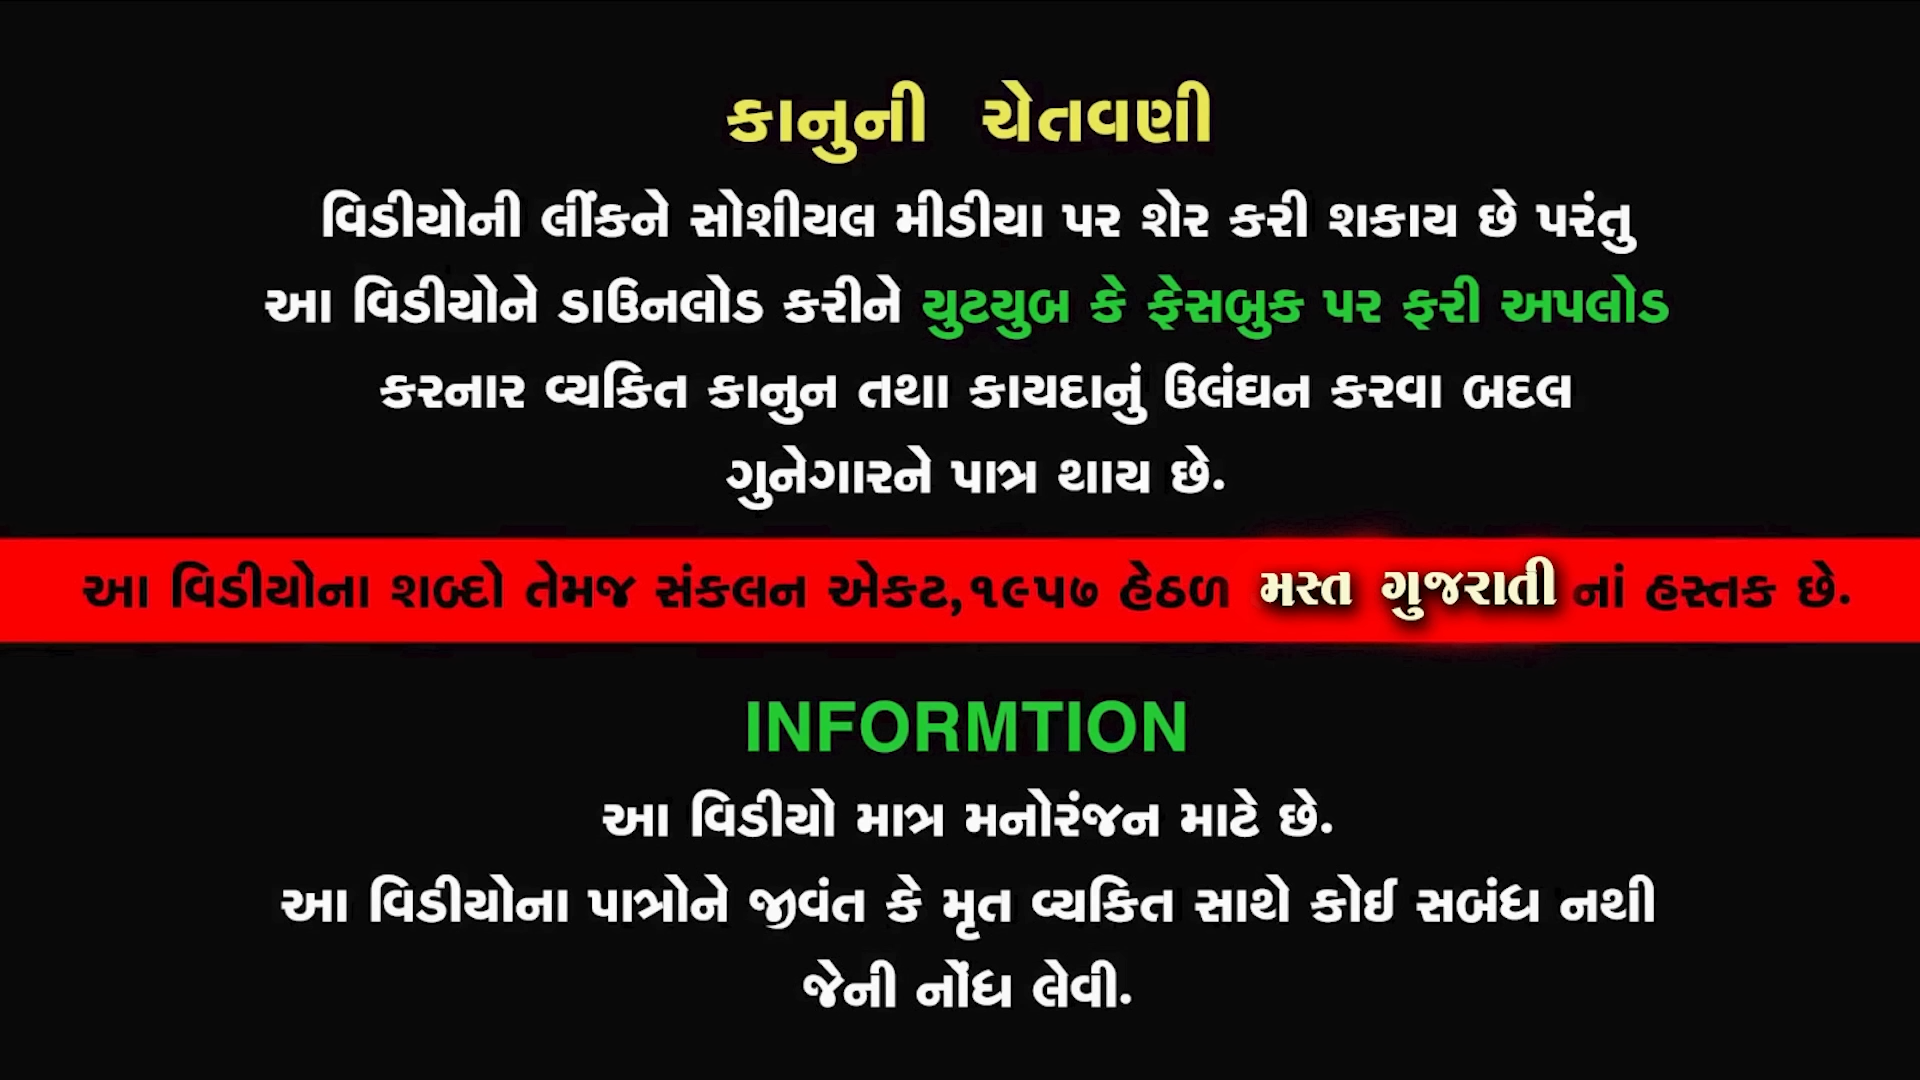 કાનુની ચેતવણી
વિડીયોની લીંકને સોશીયલ મીડીયા પર શેર કરી શકાય છે પરંતુ
આ વિડીયોને ડાઉનલોડ કરીને યુટયુબ કે ફેસબુક પર ફરી અપલોડ
કરનાર વ્યકિત કાનુન તથા કાયદાનું ઉલંઘન કરવા બદલ
ગુનેગારને પાત્ર થાય છે.
આ વિડીયોના શબ્દો તેમજ સંકલન એકટ,૧૯૫૭ હેઠળ મસ્ત ગુજરાતી નાં હસ્તક છે.
INFORMTION
આ વિડીયો માત્ર મનોરંજન માટે છે.
આ વિડીયોના પાત્રોને જીવંત કે મૃત વ્યકિત સાથે કોઈ સબંધ નથી
જેની નોંધ લેવી.